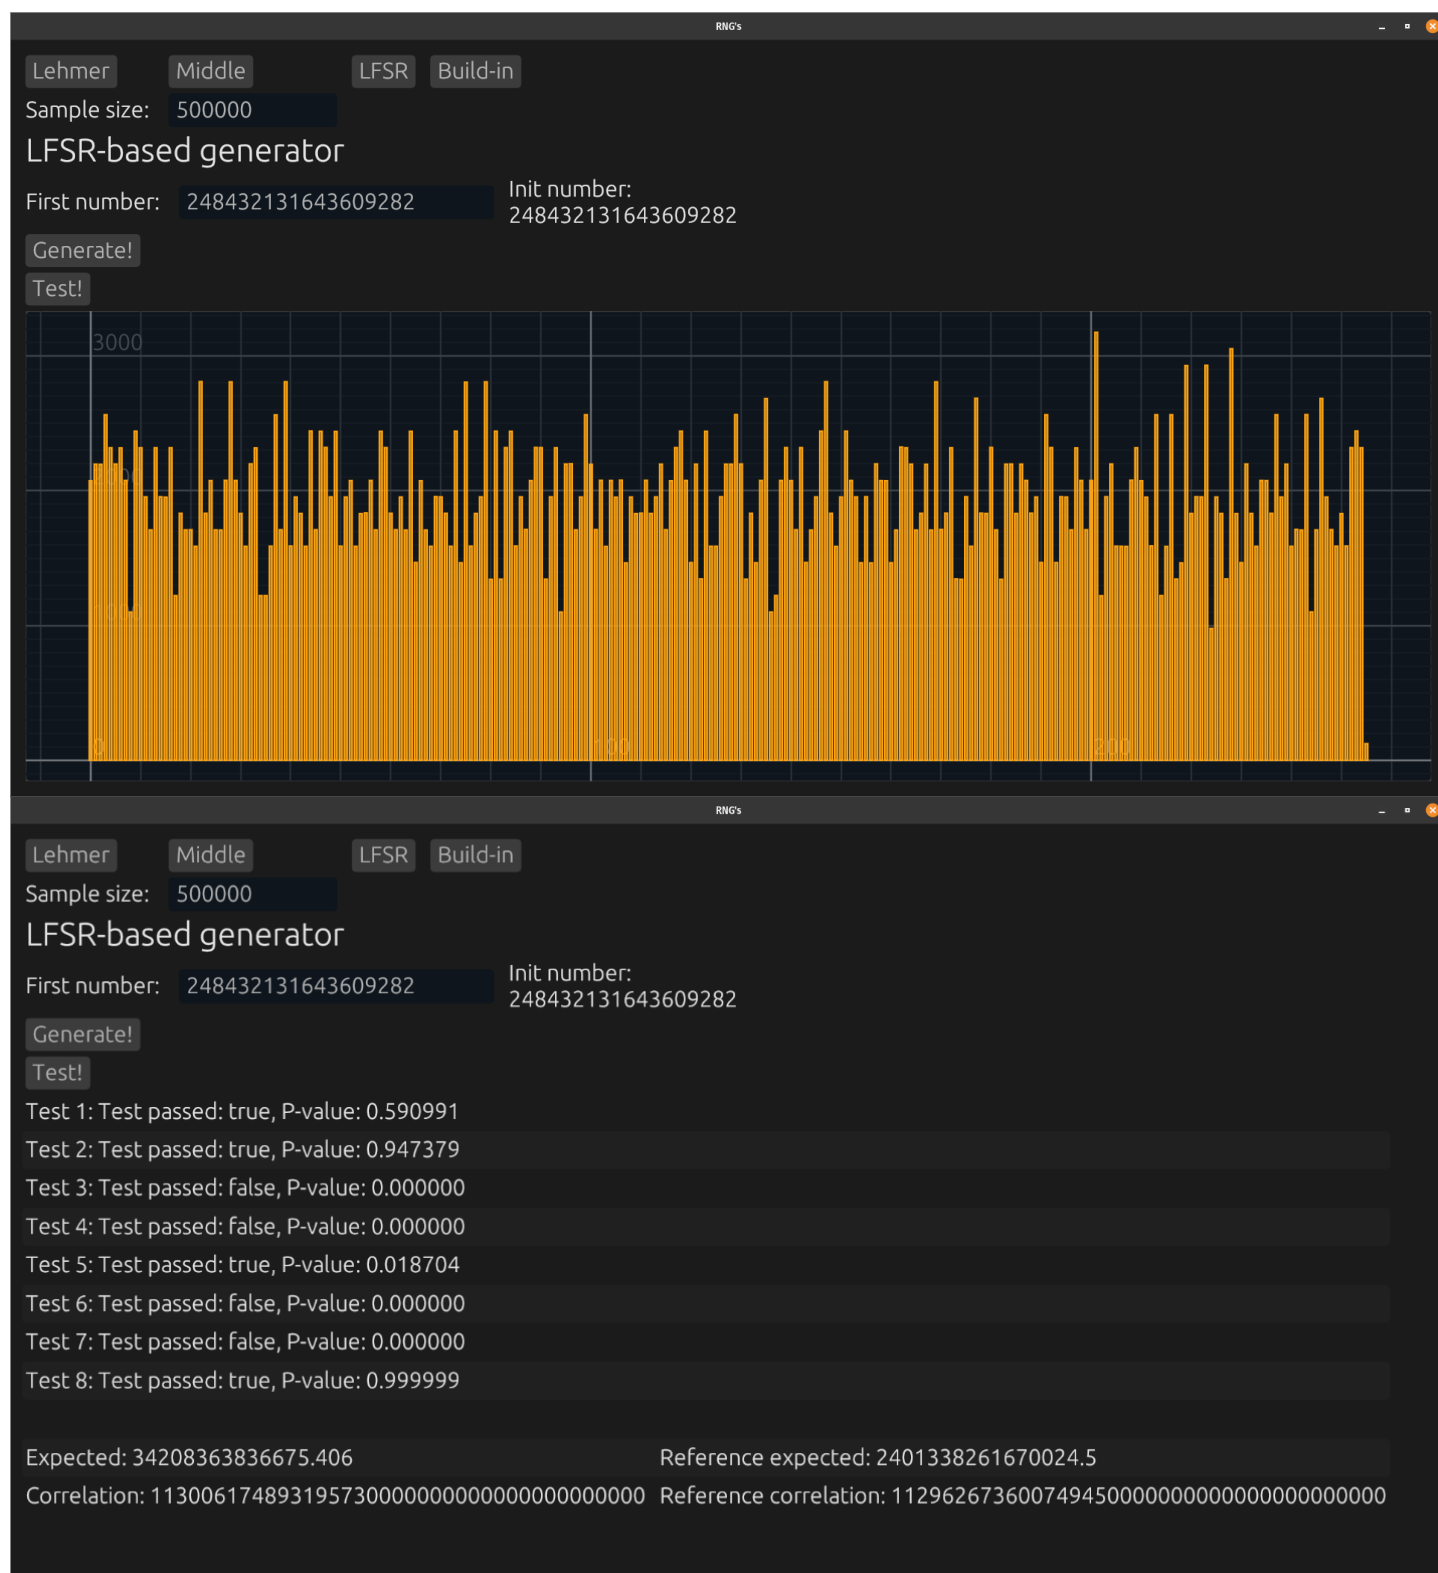 RNG's
Lehmer Middle LFSR Build-in
Sample size: 500000
LFSR-based generator
First number: 248432131643609282 Init number:
248432131643609282
Generate!
Test!
3000
2000
1000
0 100 200
RNG's
Lehmer Middle LFSR Build-in
Sample size: 500000
LFSR-based generator
First number: 248432131643609282 Init number:
248432131643609282
Generate!
Test!
Test 1: Test passed: true, P-value: 0.590991
Test 2: Test passed: true, P-value: 0.947379
Test 3: Test passed: false, P-value: 0.000000
Test 4: Test passed: false, P-value: 0.000000
Test 5: Test passed: true, P-value: 0.018704
Test 6: Test passed: false, P-value: 0.000000
Test 7: Test passed: false, P-value: 0.000000
Test 8: Test passed: true, P-value: 0.999999
Expected: 34208363836675.406 Reference expected: 2401338261670024.5
Correlation: 11300617489319573000000000000000000000 Reference correlation: 11296267360074945000000000000000000000